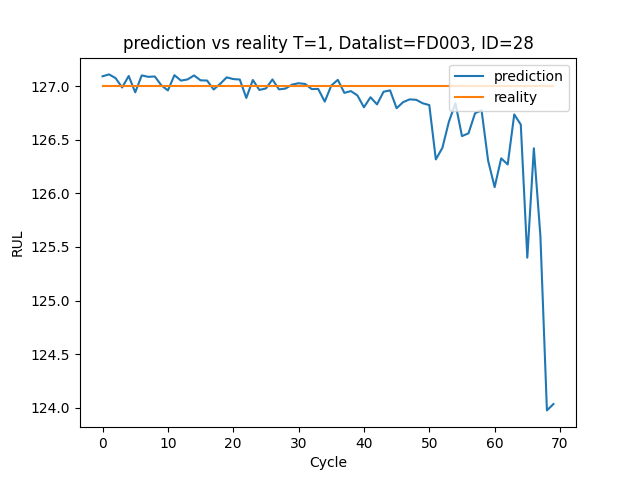 prediction vs reality T=1, Datalist=FD003, ID=28
prediction
reality
127.0
126.5
126.0
125.5
125.0
124.5
124.0
RUL
0 10 20 30 40 50 60 70
Cycle